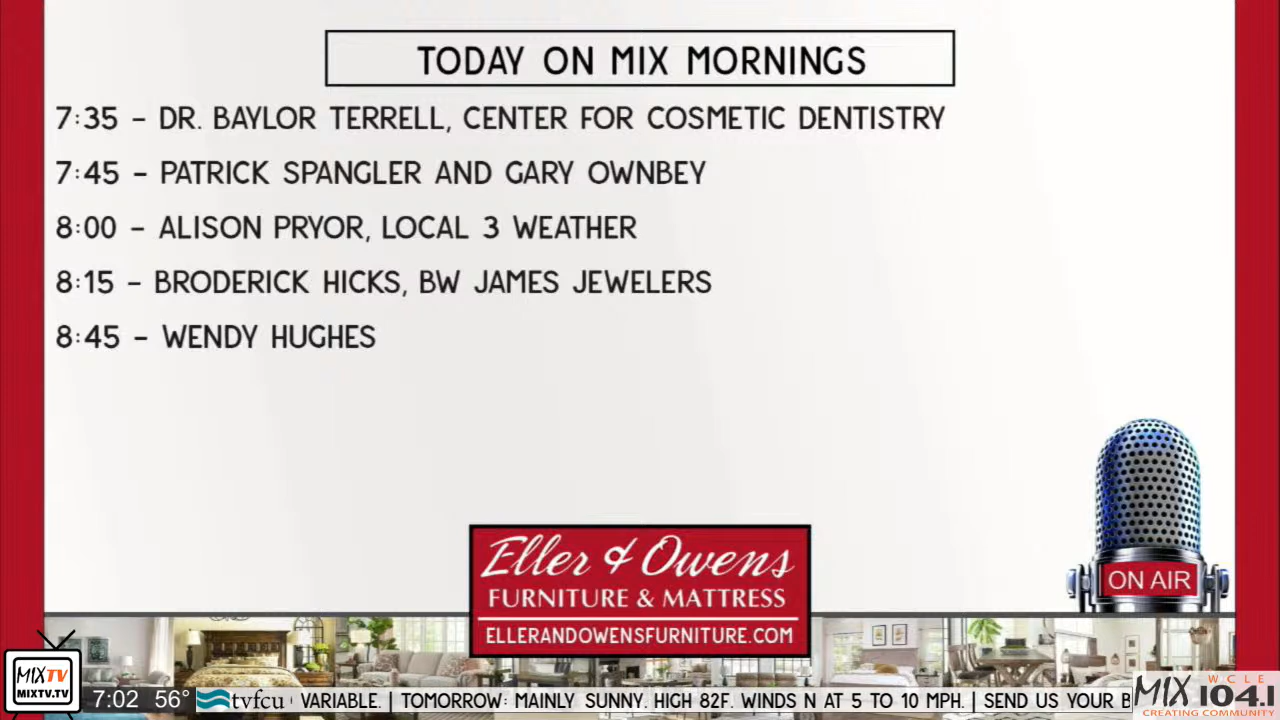 TODAY ON MIX MORNINGS
7:35 - DR. BAYLOR TERRELL, CENTER FOR COSMETIC DENTISTRY
7:45 - PATRICK SPANGLER AND GARY OWNBEY
8:00 - ALISON PRYOR, LOCAL 3 WEATHER
8:15 - BRODERICK HICKS, BW JAMES JEWELERS
8:45 - WENDY HUGHES
Eller & Owens
FURNITURE & MATTRESS
ELLERANDOWENSFURNITURE.COM
ON AIR
MIXTV
MIXTV.TV
7:02 56° tvfcu VARIABLE. | TOMORROW: MAINLY SUNNY. HIGH 82F. WINDS N AT 5 TO 10 MPH. | SEND US YOUR B
WCLE
MIX 104.1
CREATING COMMUNITY